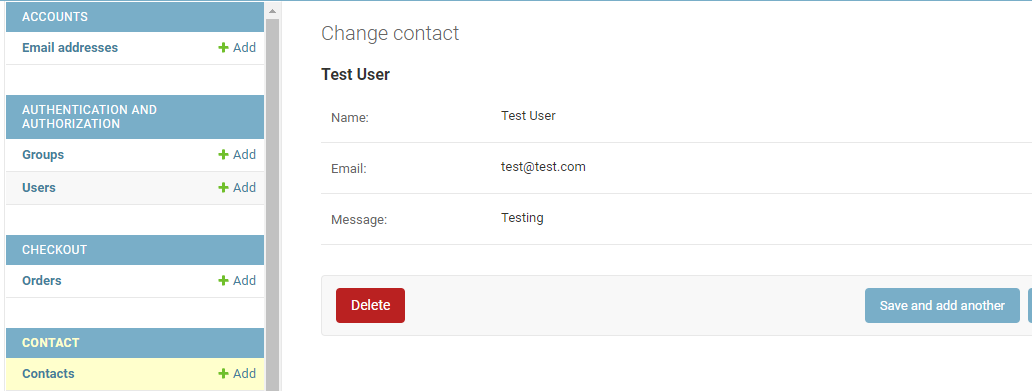 ACCOUNTS
Email addresses + Add
AUTHENTICATION AND
AUTHORIZATION
Groups + Add
Users + Add
CHECKOUT
Orders + Add
CONTACT
Contacts + Add
Change contact
Test User
Name: Test User
Email: test@test.com
Message: Testing
Delete Save and add another